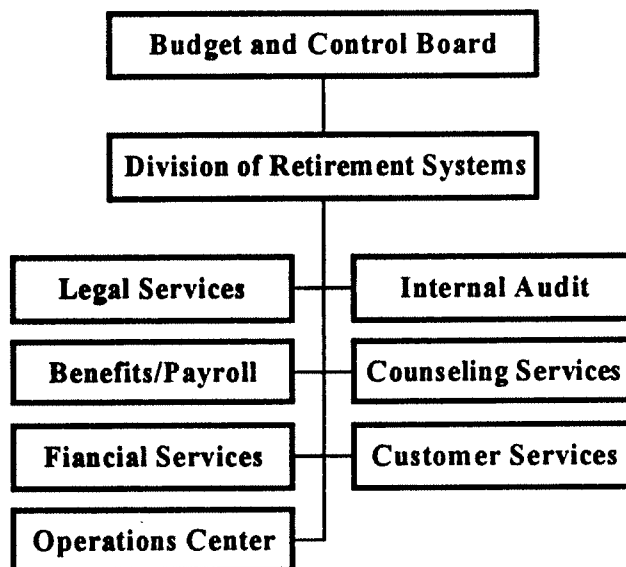 Budget and Control Board
Division of Retirement Systems
Legal Services
Internal Audit
Benefits/Payroll
Counseling Services
Fiancial Services
Customer Services
Operations Center